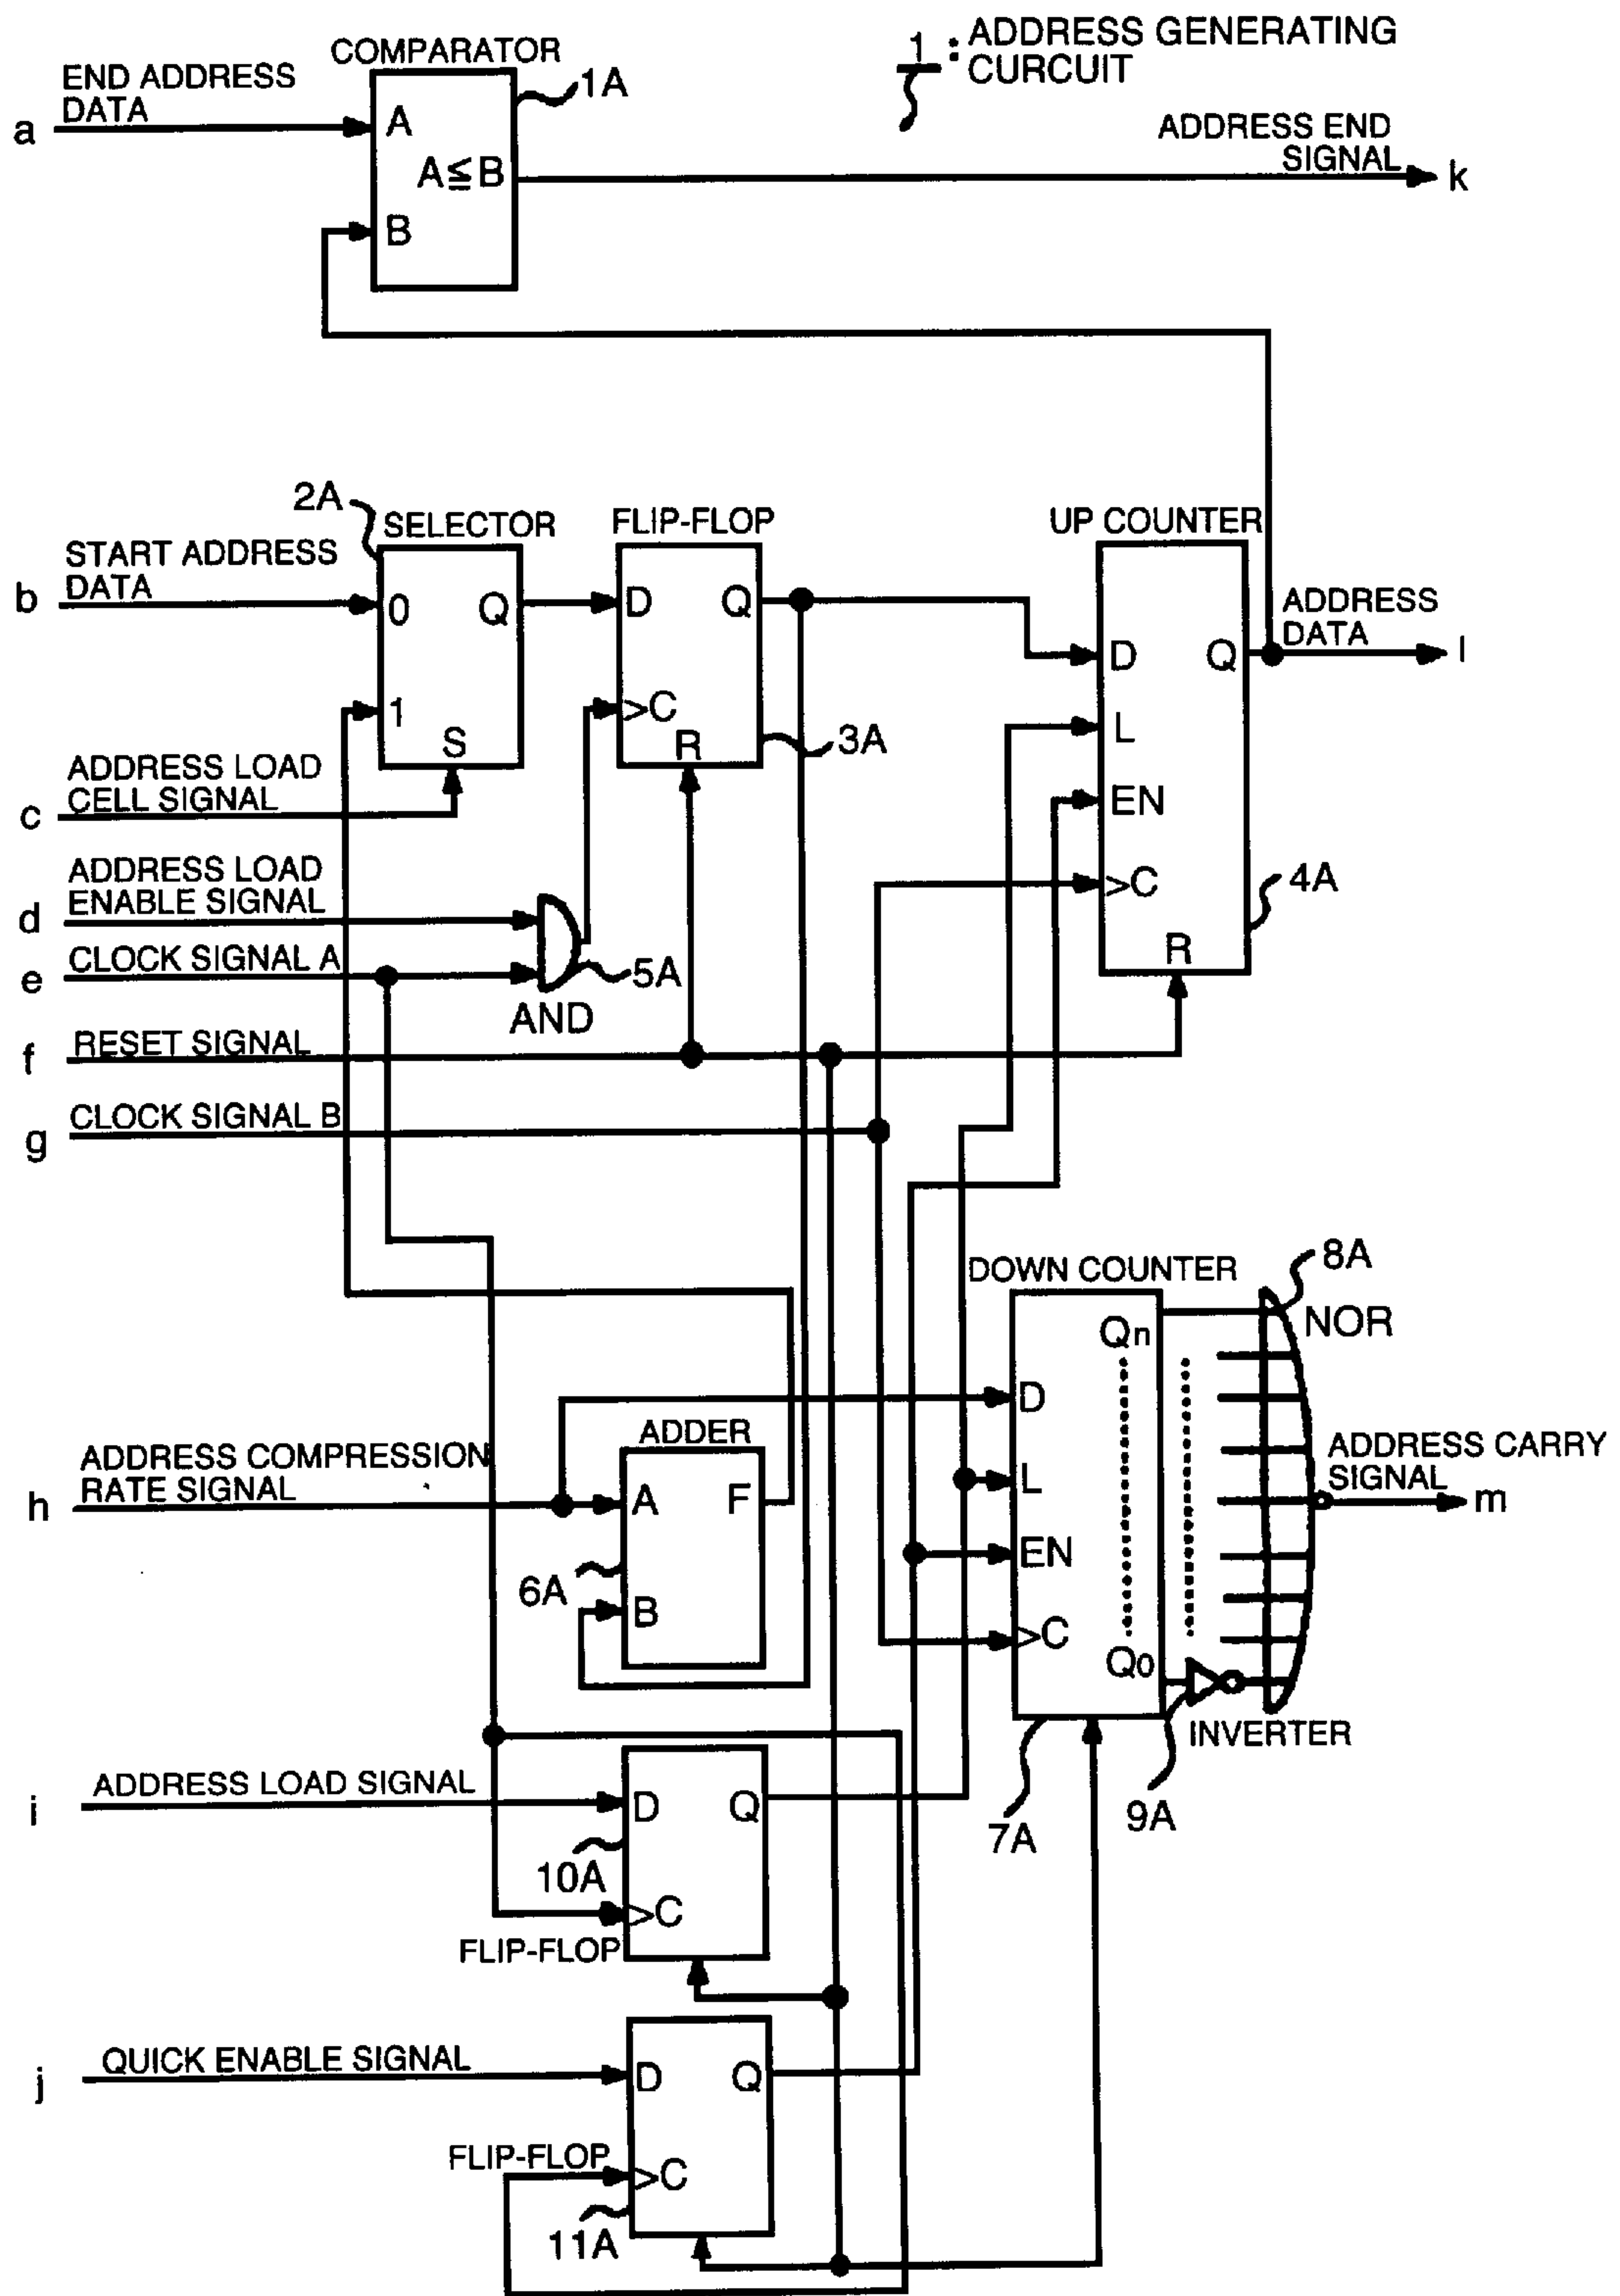 COMPARATOR
1 : ADDRESS GENERATING
CURCUIT
END ADDRESS
DATA
1A
a
A
A≦B
B
ADDRESS END
SIGNAL
k
2A
SELECTOR
FLIP-FLOP
UP COUNTER
START ADDRESS
DATA
b
0
Q
1
S
D
Q
>C
R
3A
D
Q
L
EN
>C
R
4A
ADDRESS
DATA
l
ADDRESS LOAD
CELL SIGNAL
c
ADDRESS LOAD
ENABLE SIGNAL
d
CLOCK SIGNAL A
e
5A
AND
RESET SIGNAL
f
CLOCK SIGNAL B
g
DOWN COUNTER
8A
NOR
Qn
D
L
EN
>C
Q0
ADDRESS CARRY
SIGNAL
m
ADDER
ADDRESS COMPRESSION
RATE SIGNAL
h
A
F
6A
B
INVERTER
7A
9A
ADDRESS LOAD SIGNAL
i
D
Q
10A
>C
FLIP-FLOP
QUICK ENABLE SIGNAL
j
D
Q
FLIP-FLOP
>C
11A